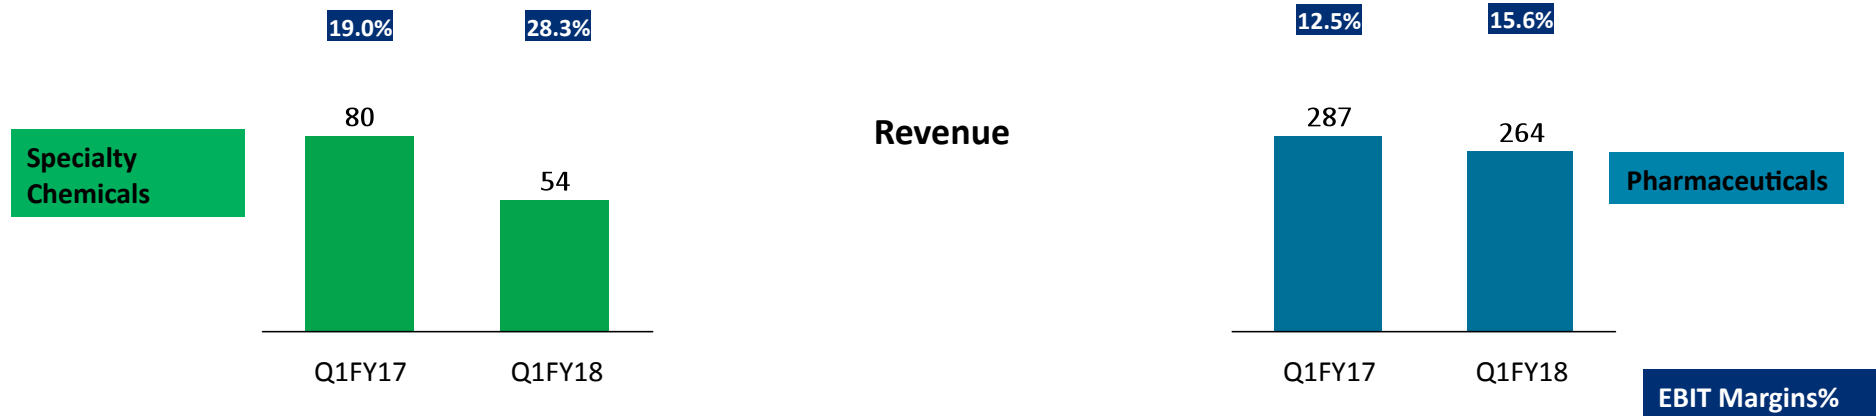 19.0%
28.3%
12.5%
15.6%
80
54
Revenue
287
264
Specialty
Chemicals
Pharmaceuticals
Q1FY17
Q1FY18
Q1FY17
Q1FY18
EBIT Margins%